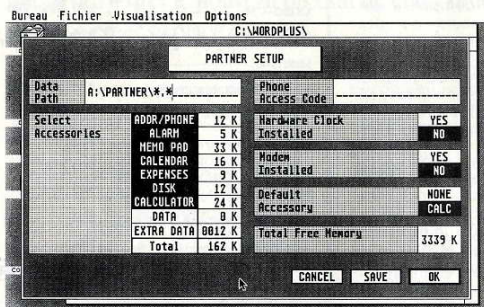 Bureau Fichier Visualisation Options
C:\WORDPLUS\
PARTNER SETUP
Data Path A:\PARTNER\*.*
Phone Access Code
Select Accessories
ADDR/PHONE 12 K
ALARM 5 K
MEMO PAD 33 K
CALENDAR 16 K
EXPENSES 9 K
DISK 12 K
CALCULATOR 24 K
DATA 0 K
EXTRA DATA 0012 K
Total 162 K
Hardware Clock Installed YES NO
Modem Installed YES NO
Default Accessory NONE CALC
Total Free Memory 3339 K
CANCEL SAVE OK